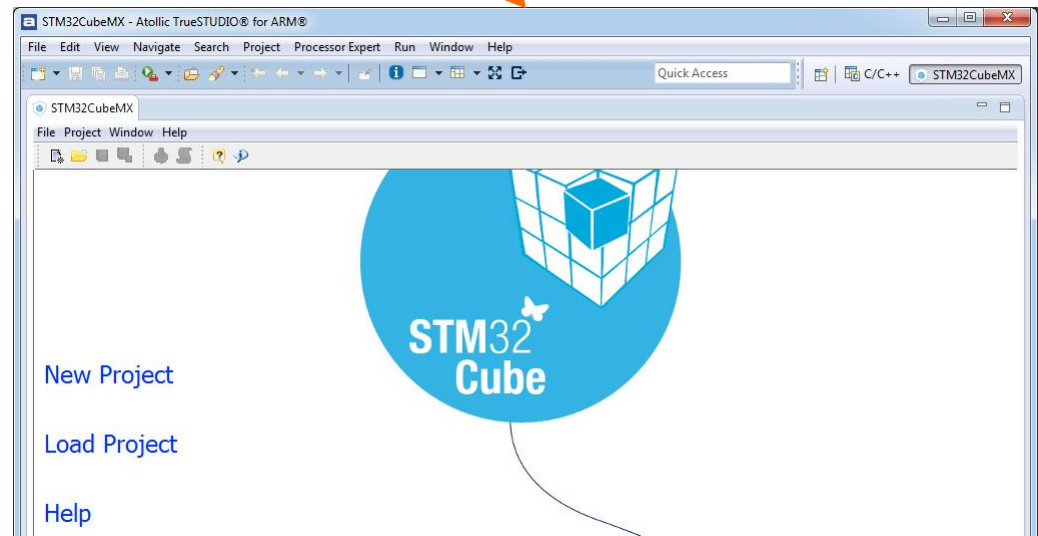 STM32CubeMX - Atollic TrueSTUDIO® for ARM®
File Edit View Navigate Search Project Processor Expert Run Window Help
Quick Access C/C++ STM32CubeMX
STM32CubeMX
File Project Window Help
STM32
Cube
New Project
Load Project
Help